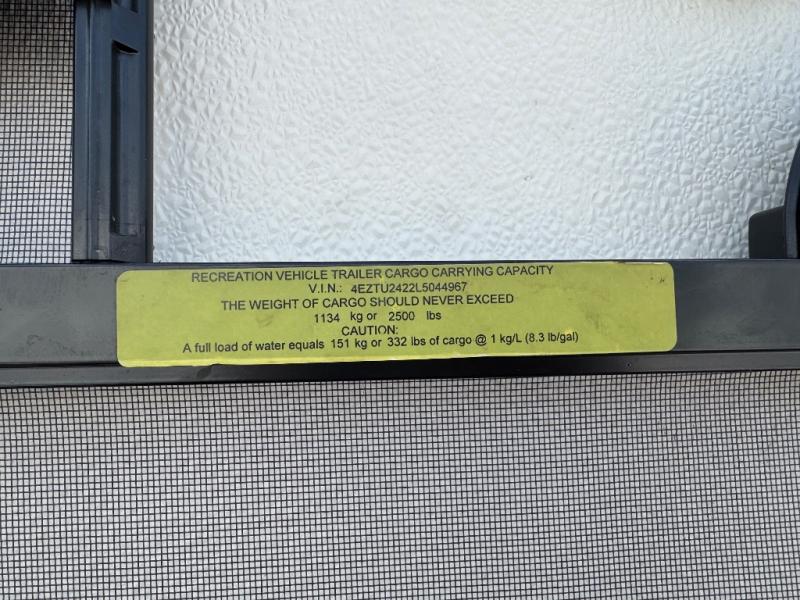 RECREATION VEHICLE TRAILER CARGO CARRYING CAPACITY
V.I.N.: 4EZTU2422L5044967
THE WEIGHT OF CARGO SHOULD NEVER EXCEED
1134 kg or 2500 lbs
CAUTION:
A full load of water equals 151 kg or 332 lbs of cargo @ 1 kg/L (8.3 lb/gal)